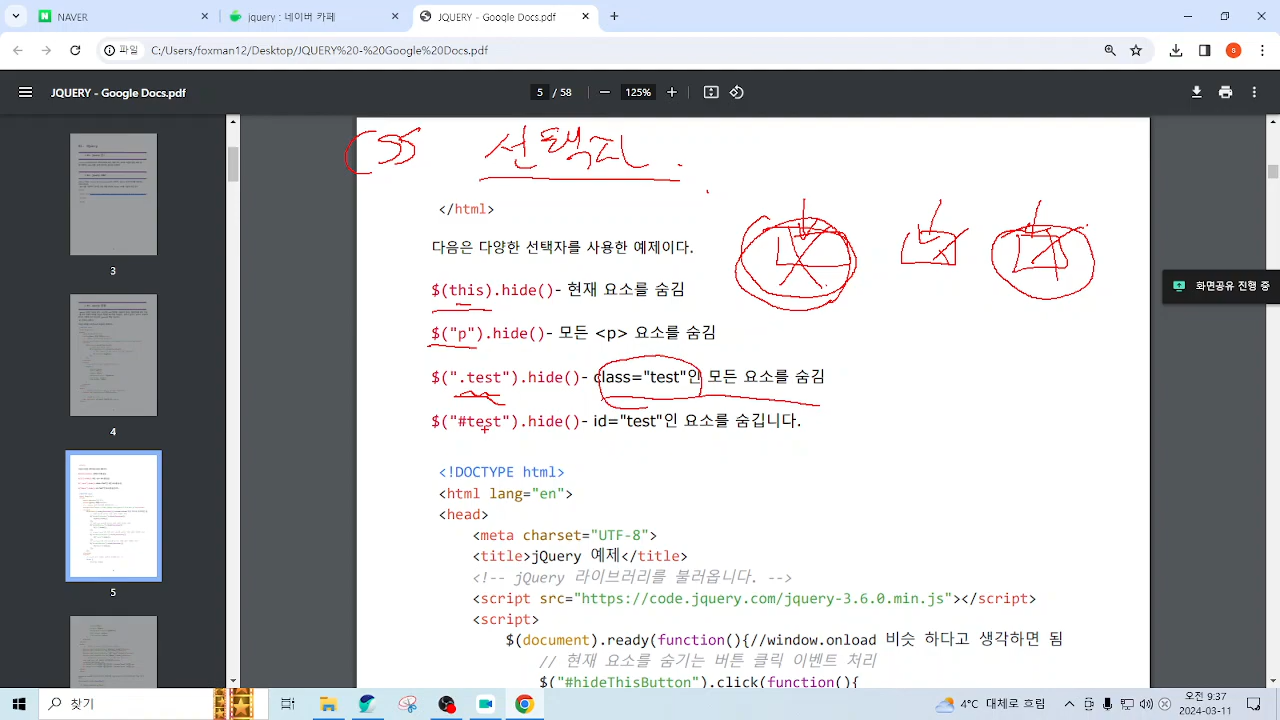 NAVER
jquery : 네이버 카페
JQUERY - Google Docs.pdf
파일 C:/Users/foxman12/Desktop/JQUERY%20-%20Google%20Docs.pdf
JQUERY - Google Docs.pdf
5 / 58
125%
css 선택자.
</html>
다음은 다양한 선택자를 사용한 예제이다.
$(this).hide()- 현재 요소를 숨김
$("p").hide()- 모든 <p> 요소를 숨김
$(".test").hide()- class="test"인 모든 요소를 숨김
$("#test").hide()- id="test"인 요소를 숨깁니다.
<!DOCTYPE html>
<html lang="en">
<head>
<meta charset="UTF-8">
<title>jQuery 예제</title>
<!-- jQuery 라이브러리를 불러옵니다. -->
<script src="https://code.jquery.com/jquery-3.6.0.min.js"></script>
<script>
$(document).ready(function(){//window.onload 비슷 하다고 생각하면 됨
// 현재 요소를 숨기는 버튼 클릭 이벤트 처리
$("#hideThisButton").click(function(){
3
4
5
찾기
4°C 대체로 흐림
오전 9:37
2024-03-11